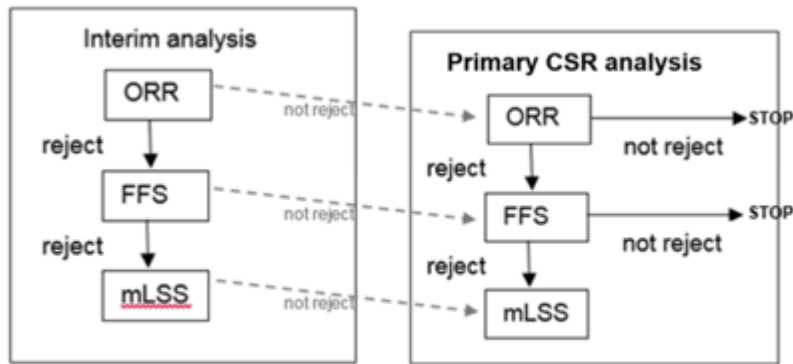 Interim analysis
ORR
not reject
reject
FFS
not reject
reject
mLSS
not reject
Primary CSR analysis
ORR
STOP
not reject
reject
FFS
STOP
not reject
reject
mLSS